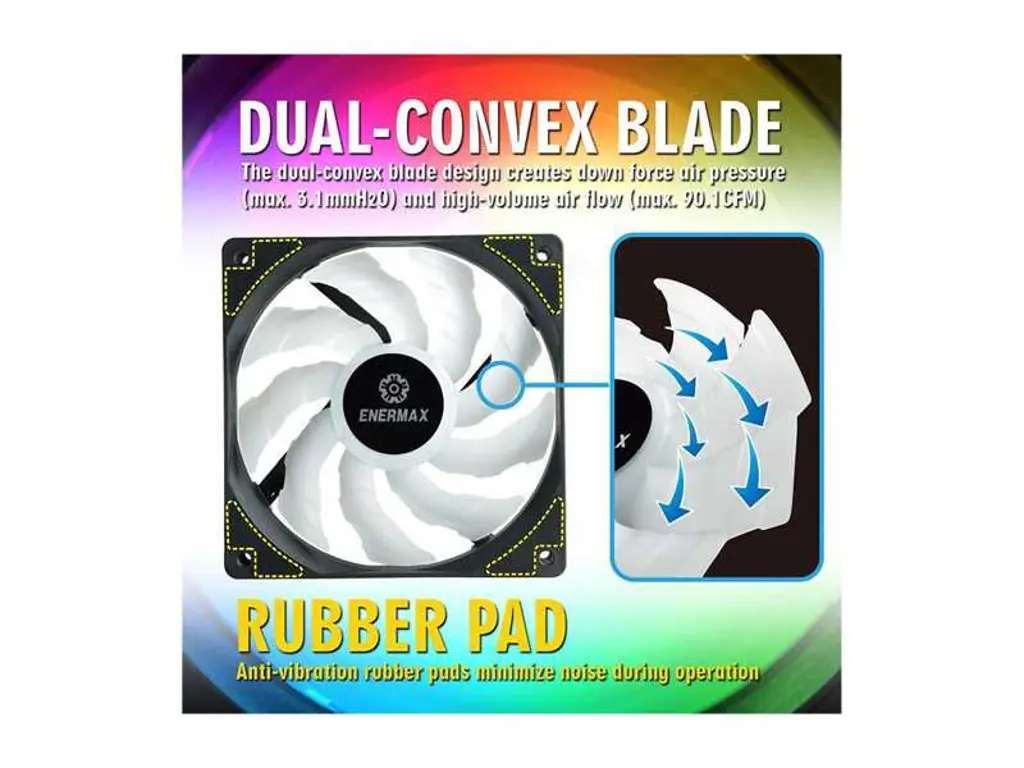 DUAL-CONVEX BLADE
The dual-convex blade design creates down force air pressure
(max. 3.1mmH2O) and high-volume air flow (max. 90.1CFM)
ENERMAX
X
RUBBER PAD
Anti-vibration rubber pads minimize noise during operation